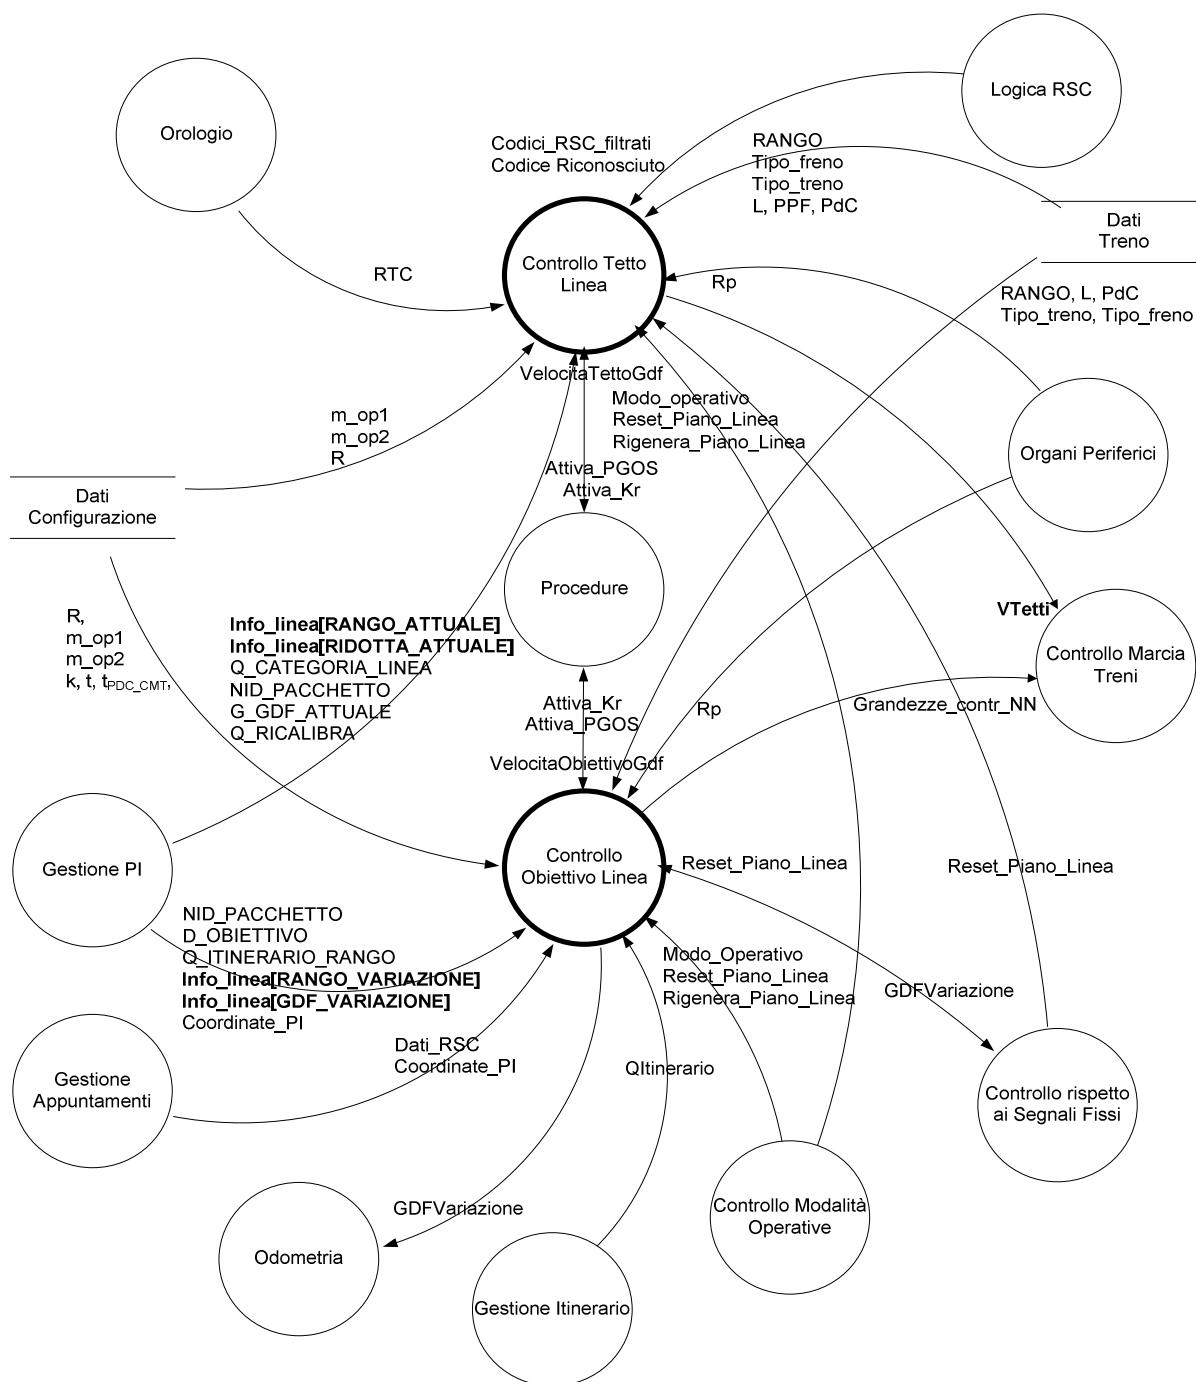 Logica RSC
Orologio
Codici_RSC_filtrati
Codice Riconosciuto
RANGO
Tipo_freno
Tipo_treno
L, PPF, PdC
Dati
Treno
Controllo Tetto
Linea
RTC
Rp
RANGO, L, PdC
Tipo_treno, Tipo_freno
VelocitaTettoGdf
Modo_operativo
Reset_Piano_Linea
Rigenera_Piano_Linea
m_op1
m_op2
R
Organi Periferici
Attiva_PGOS
Attiva_Kr
Dati
Configurazione
Procedure
R,
m_op1
m_op2
k, t, tPDC_CMT,
Info_linea[RANGO_ATTUALE]
Info_linea[RIDOTTA_ATTUALE]
Q_CATEGORIA_LINEA
NID_PACCHETTO
G_GDF_ATTUALE
Q_RICALIBRA
VTetti
Controllo Marcia
Treni
Attiva_Kr
Attiva_PGOS
Rp
Grandezze_contr_NN
VelocitaObiettivoGdf
Gestione PI
Controllo
Obiettivo Linea
Reset_Piano_Linea
Reset_Piano_Linea
NID_PACCHETTO
D_OBIETTIVO
Q_ITINERARIO_RANGO
Info_linea[RANGO_VARIAZIONE]
Info_linea[GDF_VARIAZIONE]
Coordinate_PI
Modo_Operativo
Reset_Piano_Linea
Rigenera_Piano_Linea
GDFVariazione
Dati_RSC
Coordinate_PI
QItinerario
Gestione
Appuntamenti
Controllo rispetto
ai Segnali Fissi
GDFVariazione
Controllo Modalità
Operative
Odometria
Gestione Itinerario